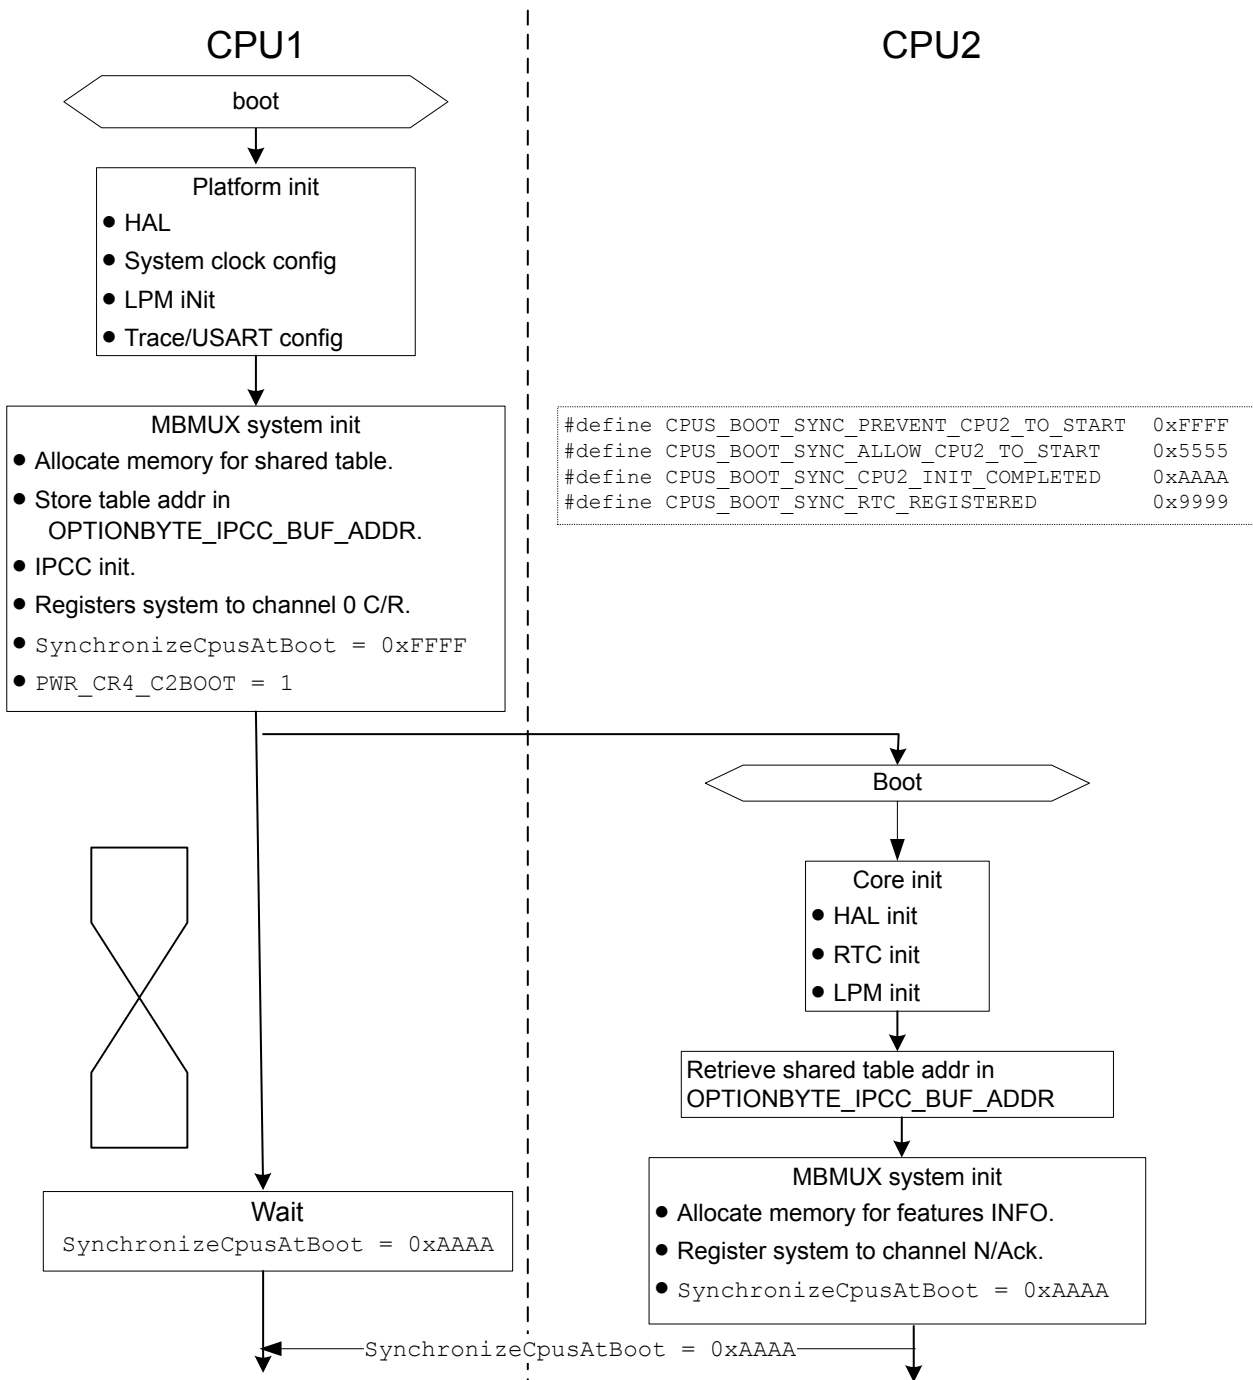 CPU1
CPU2
boot
Platform init
● HAL
● System clock config
● LPM iNit
● Trace/USART config
MBMUX system init
● Allocate memory for shared table.
● Store table addr in
OPTIONBYTE_IPCC_BUF_ADDR.
● IPCC init.
● Registers system to channel 0 C/R.
● SynchronizeCpusAtBoot = 0xFFFF
● PWR_CR4_C2BOOT = 1
#define CPUS_BOOT_SYNC_PREVENT_CPU2_TO_START 0xFFFF
#define CPUS_BOOT_SYNC_ALLOW_CPU2_TO_START 0x5555
#define CPUS_BOOT_SYNC_CPU2_INIT_COMPLETED 0xAAAA
#define CPUS_BOOT_SYNC_RTC_REGISTERED 0x9999
Boot
Core init
● HAL init
● RTC init
● LPM init
Retrieve shared table addr in
OPTIONBYTE_IPCC_BUF_ADDR
MBMUX system init
● Allocate memory for features INFO.
● Register system to channel N/Ack.
● SynchronizeCpusAtBoot = 0xAAAA
Wait
SynchronizeCpusAtBoot = 0xAAAA
SynchronizeCpusAtBoot = 0xAAAA